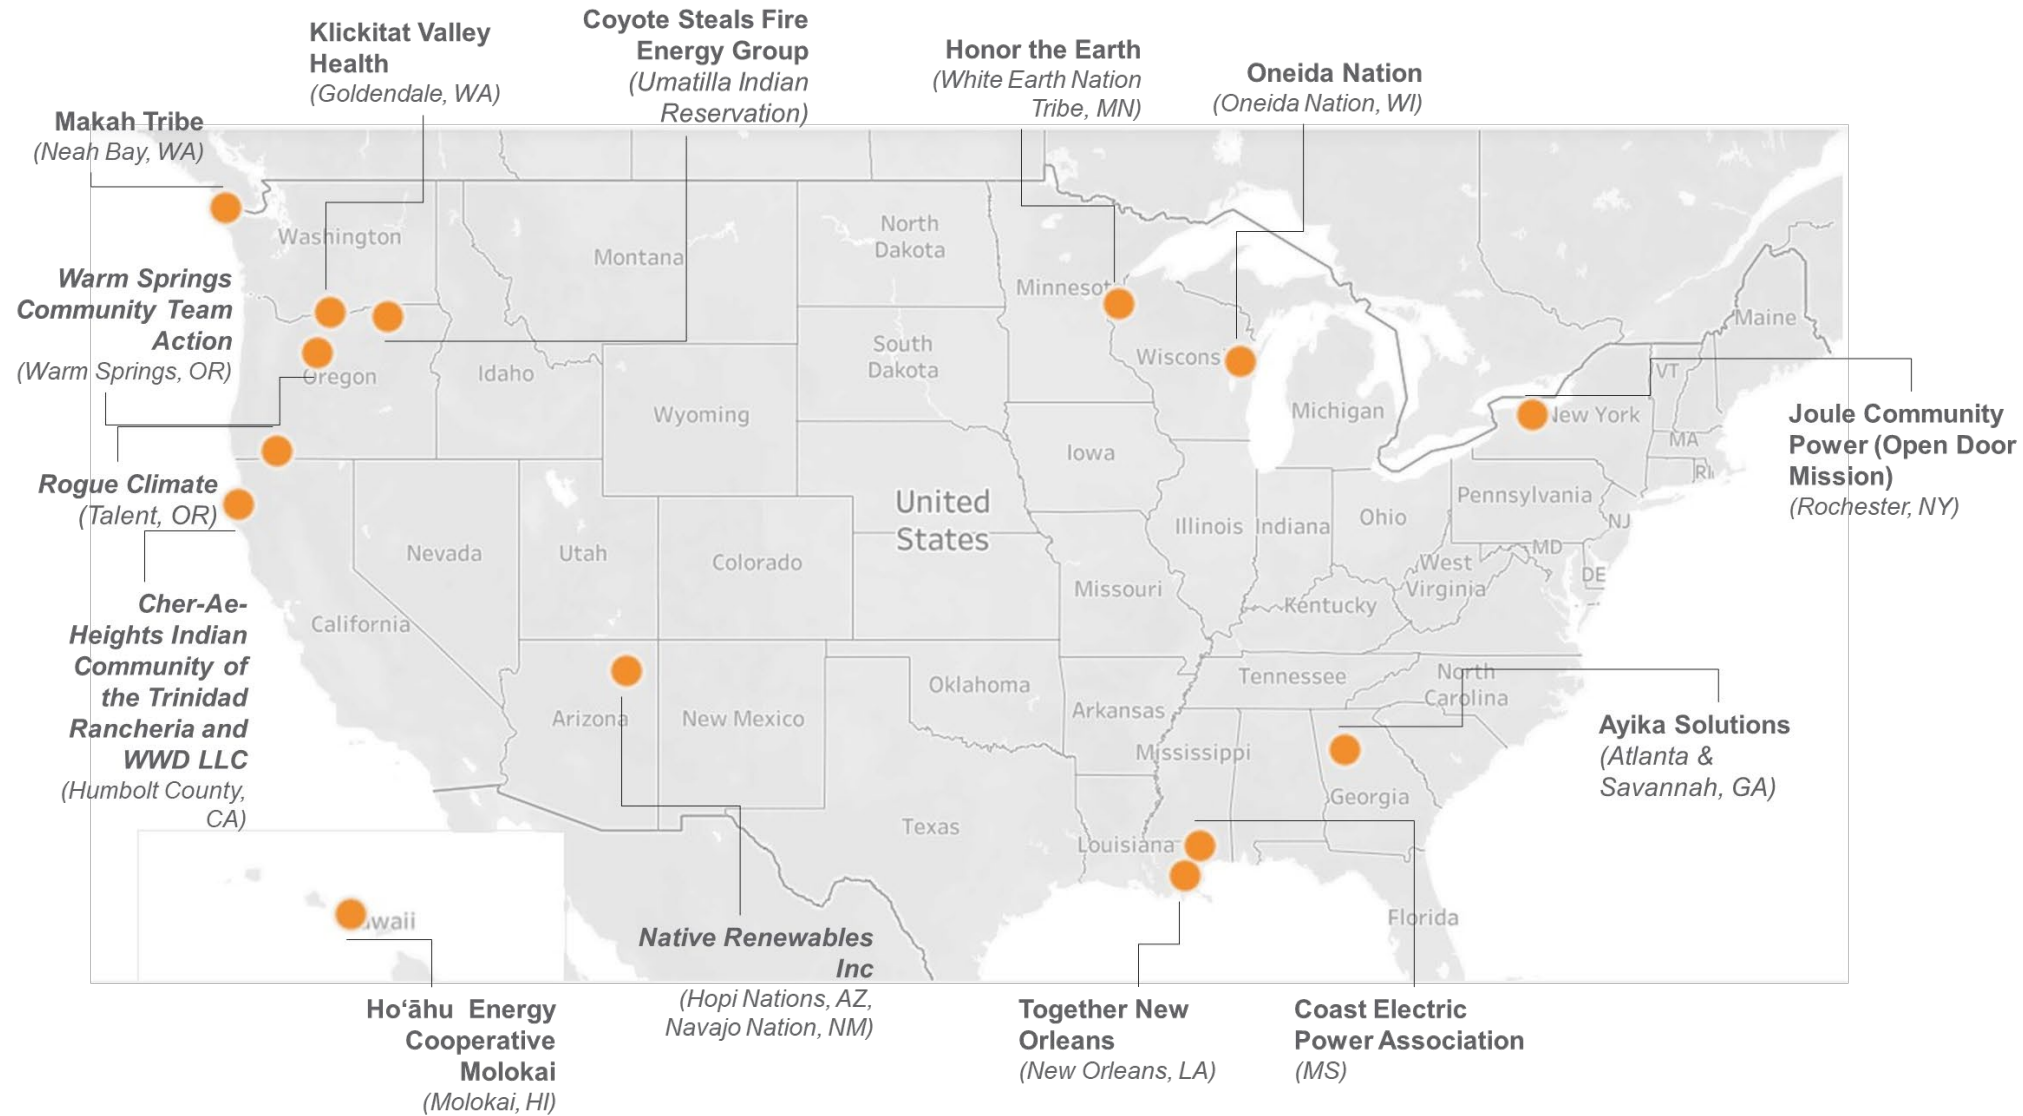 Klickitat Valley
Health
(Goldendale, WA)
Coyote Steals Fire
Energy Group
(Umatilla Indian
Reservation)
Honor the Earth
(White Earth Nation
Tribe, MN)
Oneida Nation
(Oneida Nation, WI)
Makah Tribe
(Neah Bay, WA)
Warm Springs
Community Team
Action
(Warm Springs, OR)
Rogue Climate
(Talent, OR)
Cher-Ae-
Heights Indian
Community of
the Trinidad
Rancheria and
WWD LLC
(Humbolt County,
CA)
Joule Community
Power (Open Door
Mission)
(Rochester, NY)
Ayika Solutions
(Atlanta &
Savannah, GA)
Native Renewables
Inc
(Hopi Nations, AZ,
Navajo Nation, NM)
Hoʻāhu Energy
Cooperative
Molokai
(Molokai, HI)
Together New
Orleans
(New Orleans, LA)
Coast Electric
Power Association
(MS)
Washington
Montana
North
Dakota
Minnesot
Maine
South
Dakota
Wiscons
Oregon
Idaho
VT
Wyoming
Michigan
New York
MA
Iowa
RI
Pennsylvania
United
States
Illinois
Indiana
Ohio
NJ
Nevada
Utah
Colorado
MD
West
Virginia
DE
Missouri
Kentucky
California
Tennessee
North
Carolina
Oklahoma
Arizona
New Mexico
Arkansas
Mississippi
Georgia
Texas
Louisiana
Florida
waii